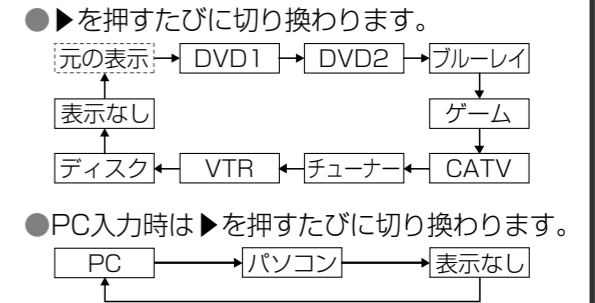 ●▶を押すたびに切り換わります。
元の表示 DVD1 DVD2 ブルーレイ
表示なし ゲーム
ディスク VTR チューナー CATV
●PC入力時は▶を押すたびに切り換わります。
PC パソコン 表示なし